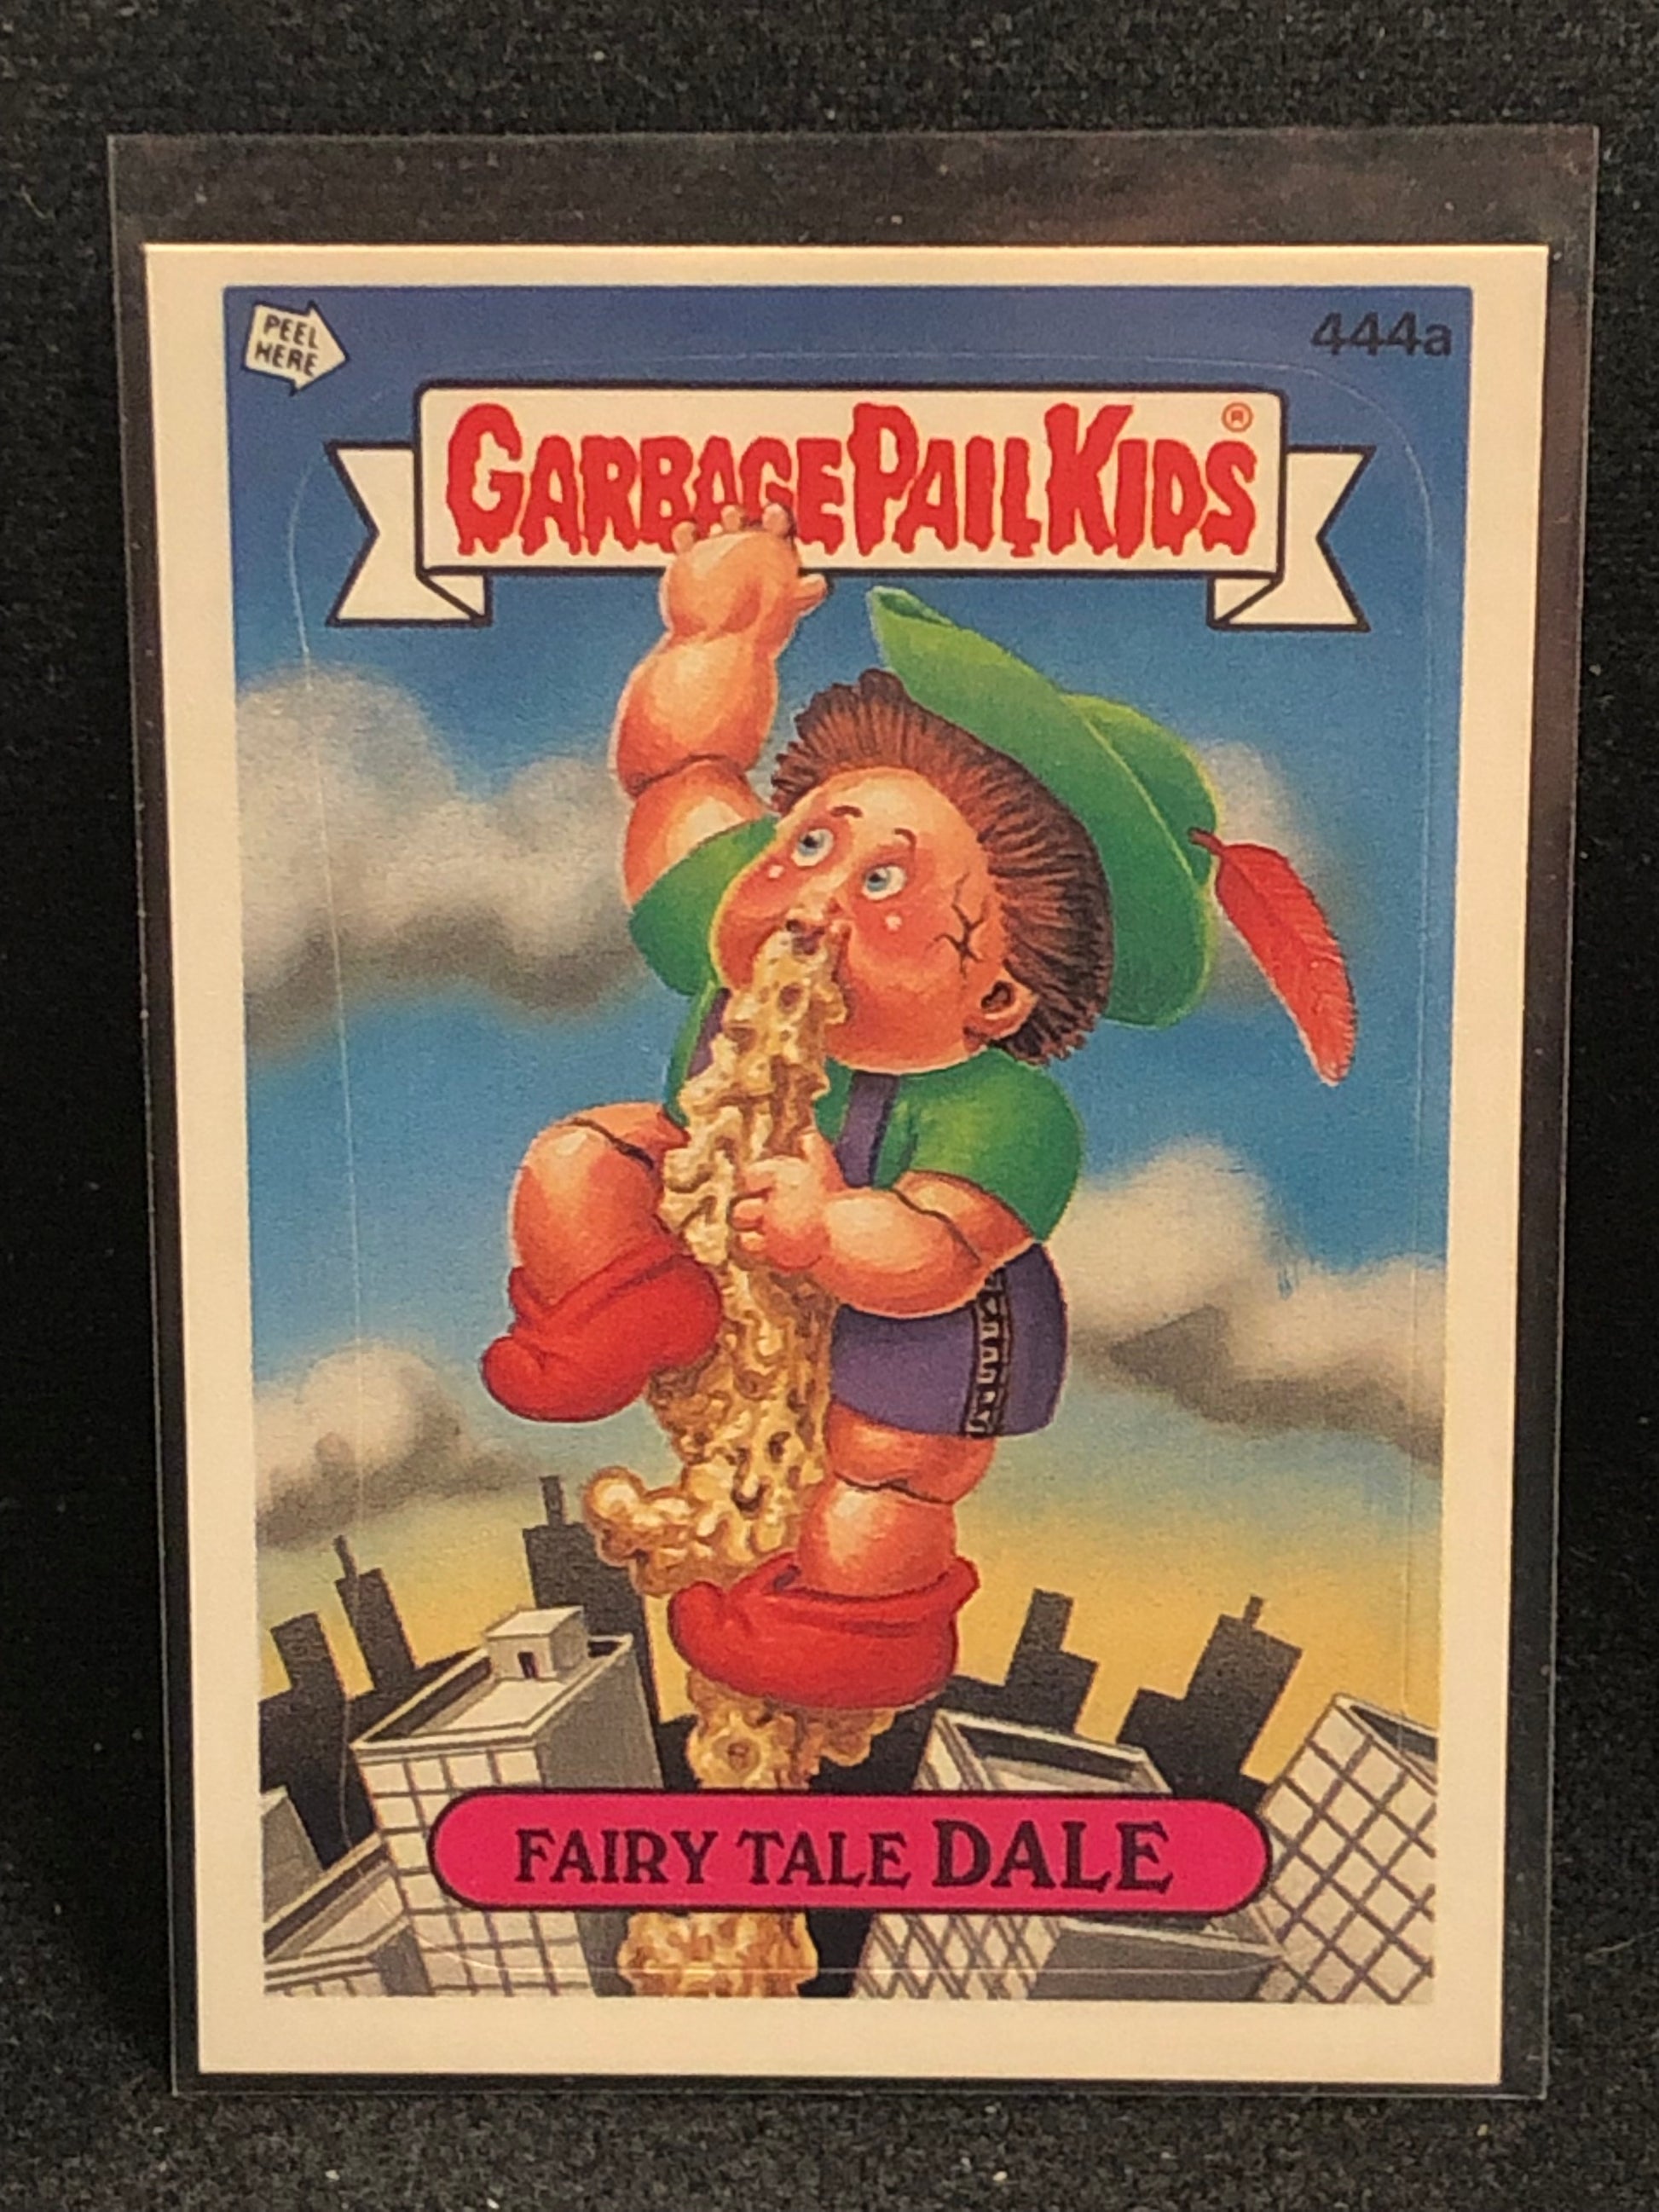 PEEL
HERE
444a
GARBAGE PAIL KIDS®
FAIRY TALE DALE